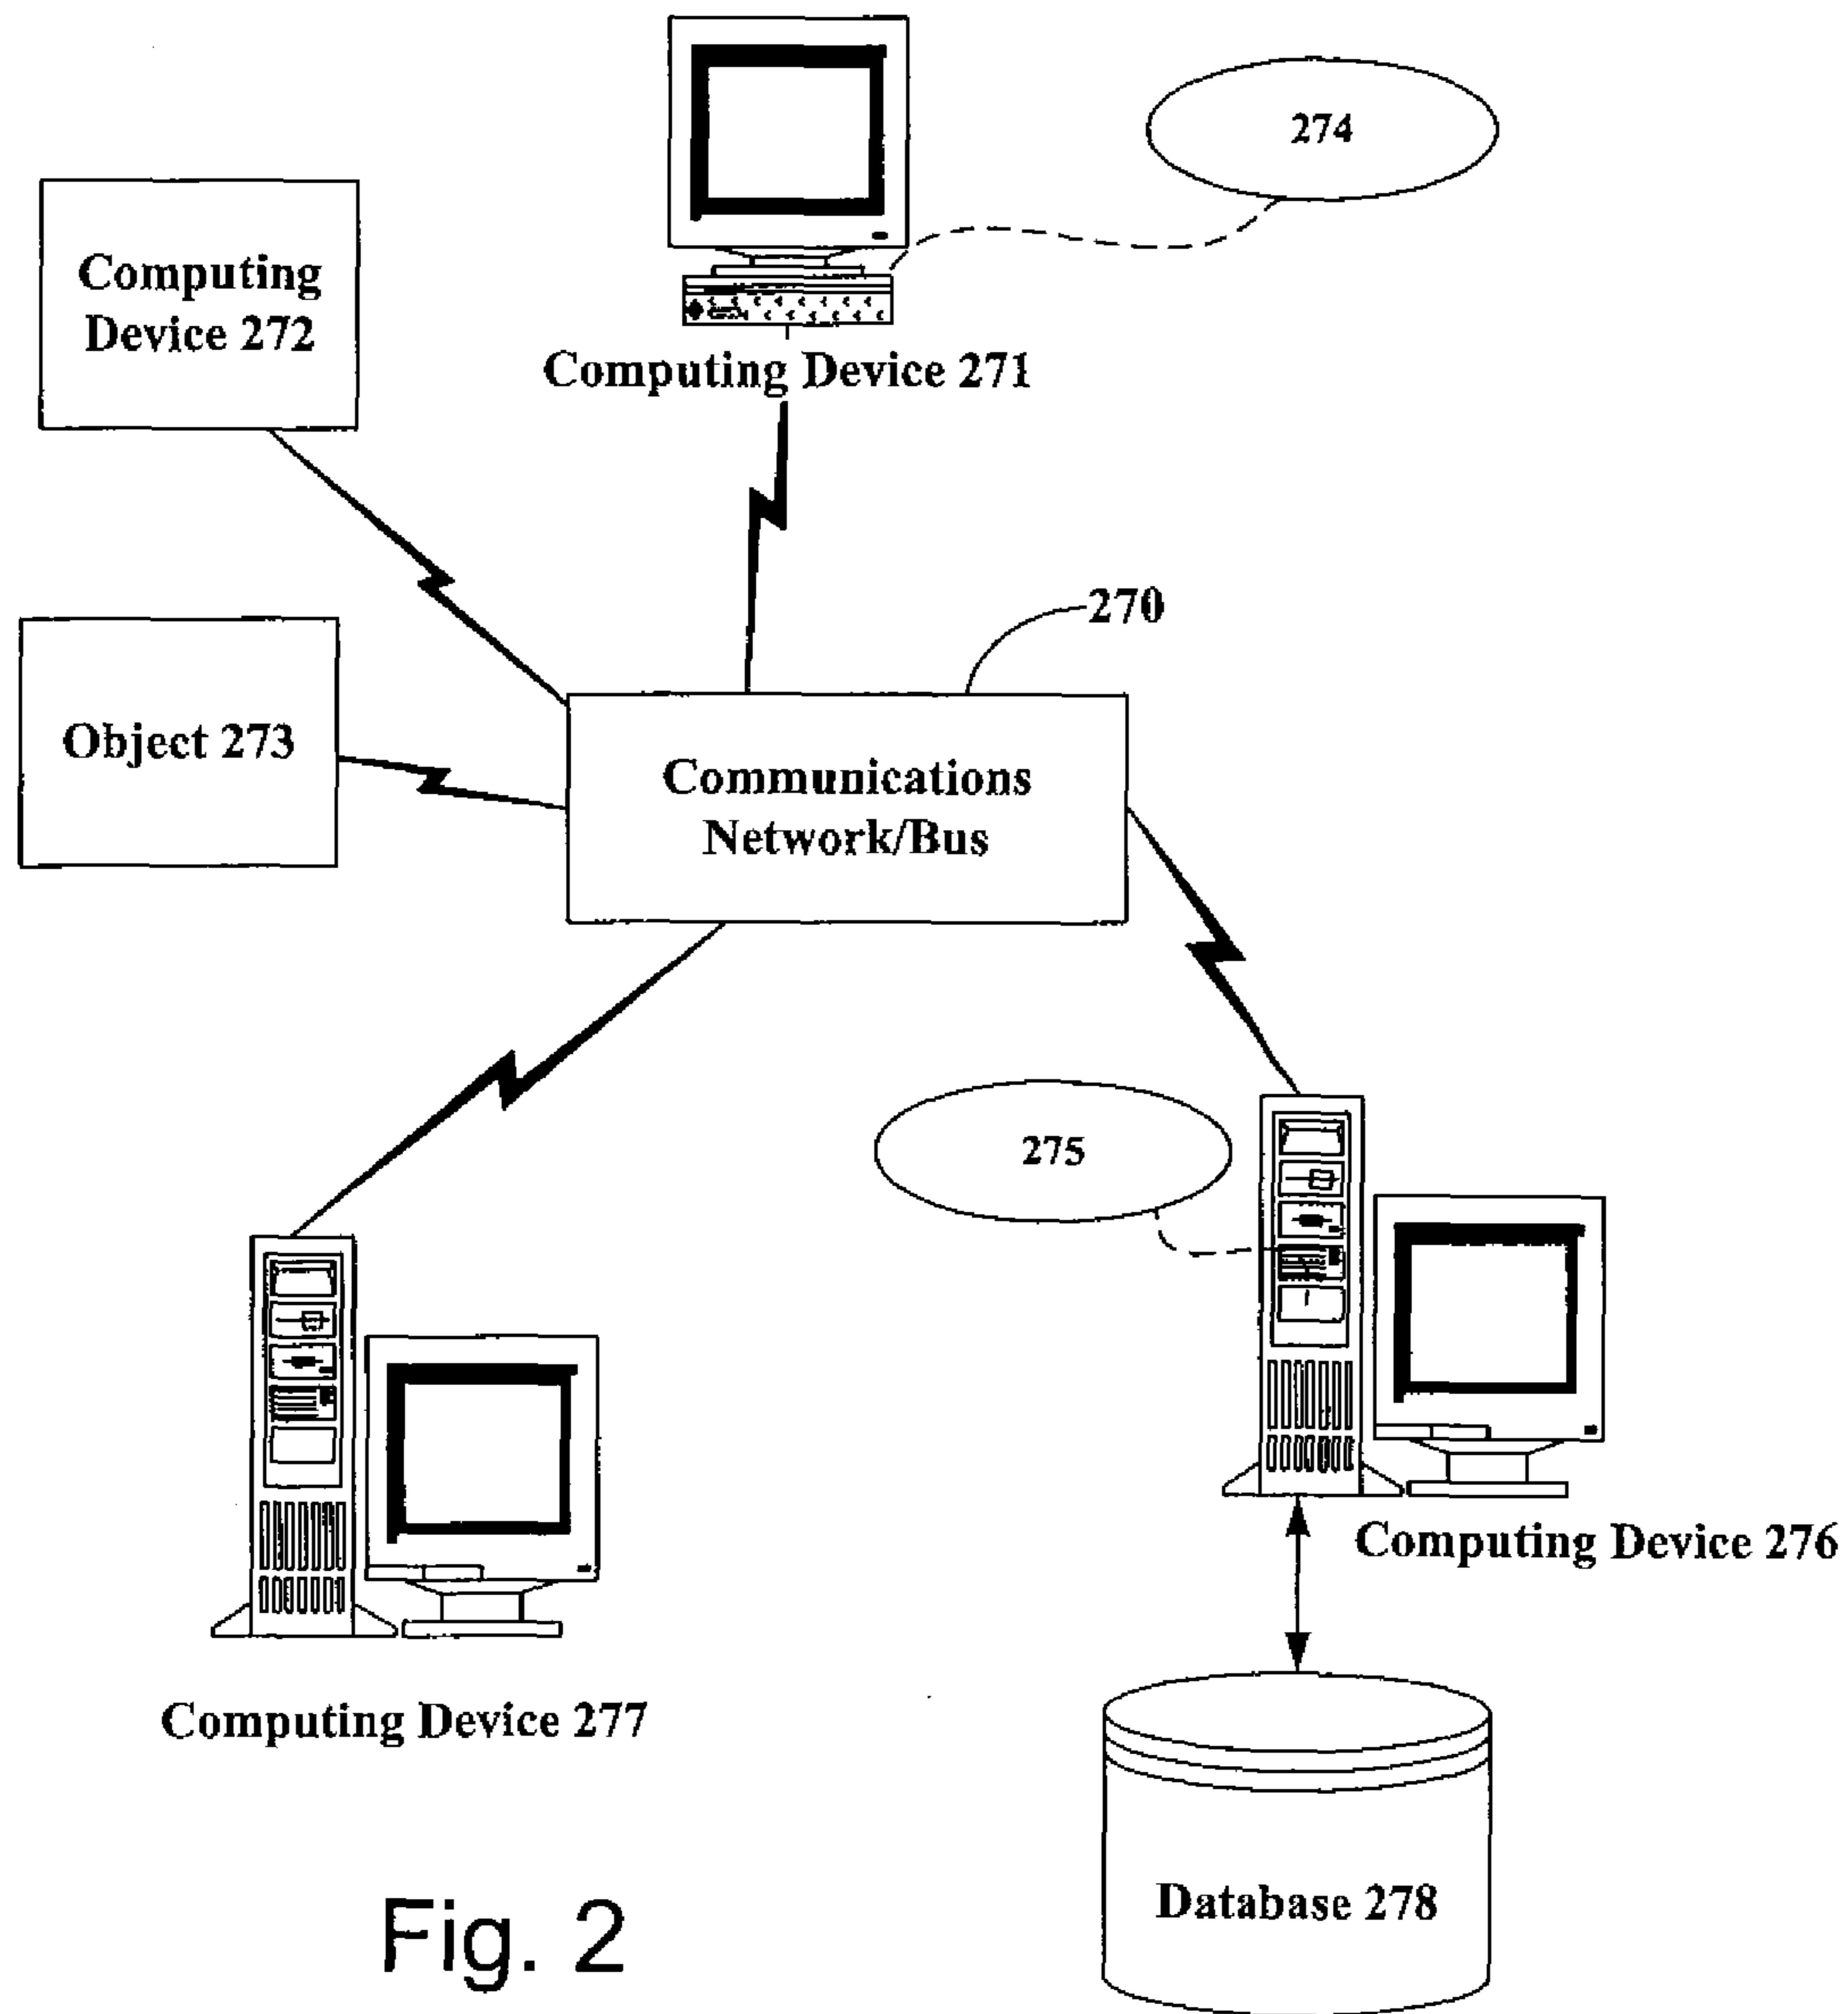 274
Computing
Device 272
Computing Device 271
270
Object 273
Communications
Network/Bus
275
Computing Device 276
Computing Device 277
Database 278
Fig. 2